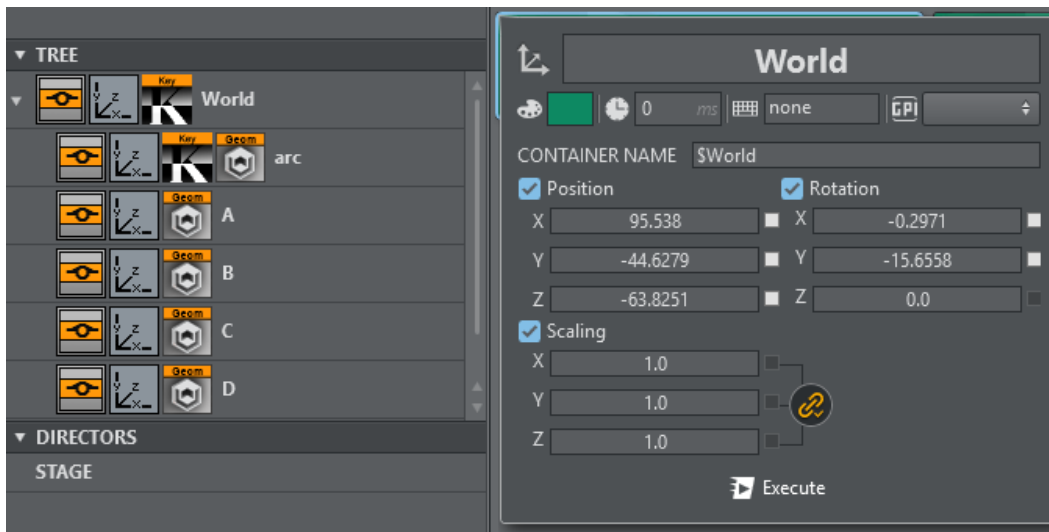 TREE
Key
World
Key Geom
arc
Geom
A
Geom
B
Geom
C
Geom
D
DIRECTORS
STAGE
World
0 ms none GPI
CONTAINER NAME $World
Position Rotation
X 95.538 X -0.2971
Y -44.6279 Y -15.6558
Z -63.8251 Z 0.0
Scaling
X 1.0
Y 1.0
Z 1.0
Execute